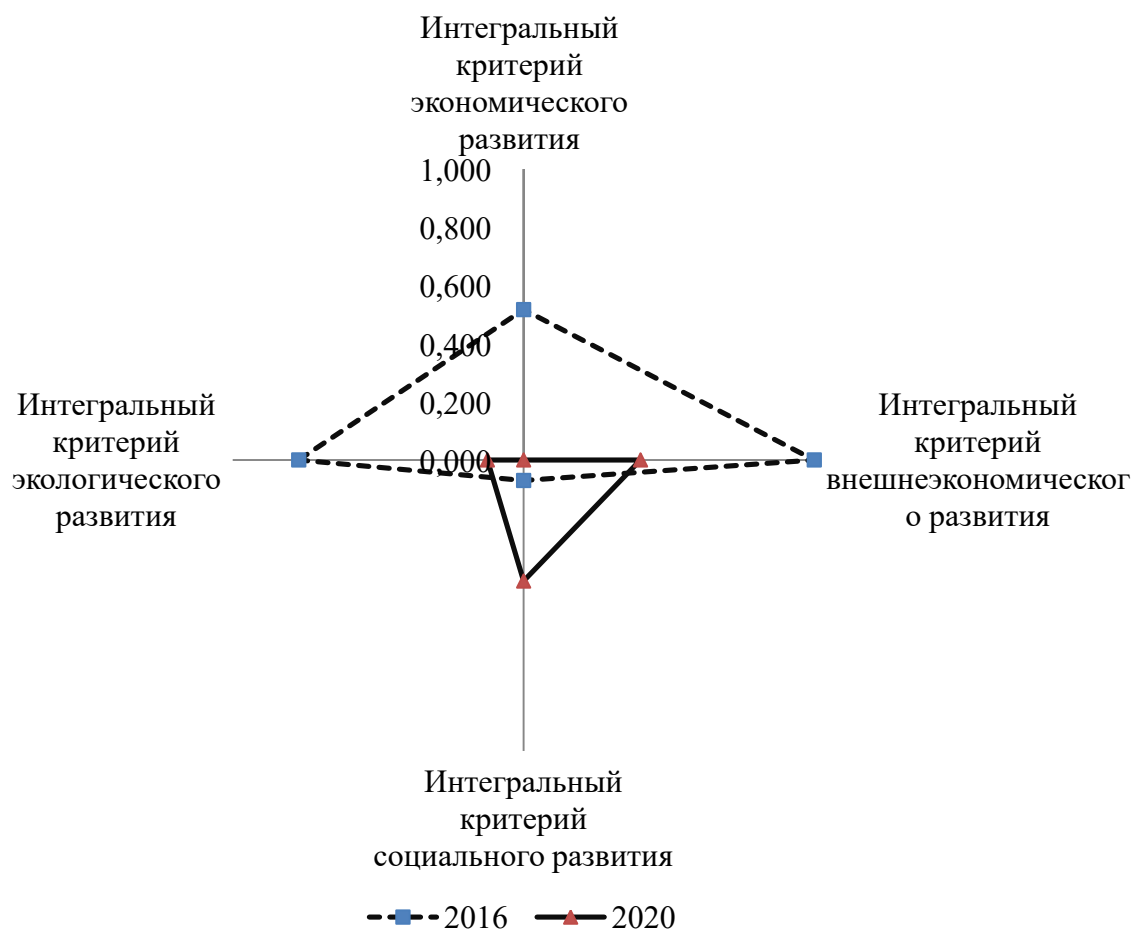 Интегральный
критерий
экономического
развития
1,000
0,800
0,600
0,400
0,200
0,000
Интегральный
критерий
экологического
развития
Интегральный
критерий
внешнеэкономическог
о развития
Интегральный
критерий
социального развития
2016
2020